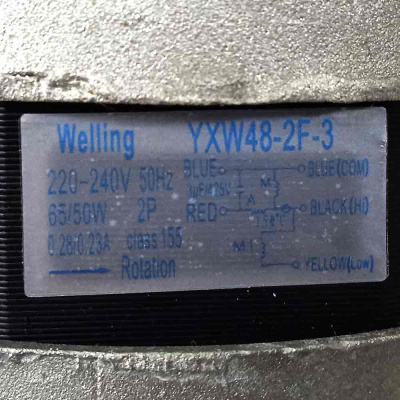 Welling YXW48-2F-3
220-240V 50Hz
65/50W 2P
0.28/0.23A class 155
Rotation
BLUE BLUE(COM)
M
RED A BLACK(HI)
M
YELLOW(Low)